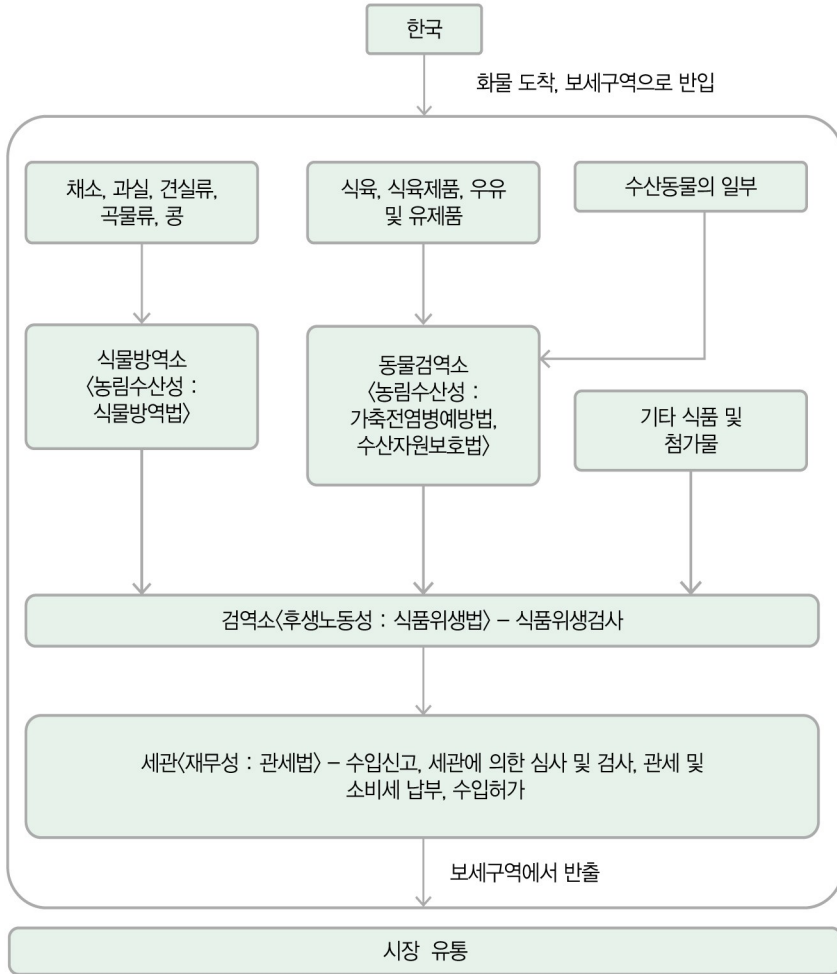 한국
화물 도착, 보세구역으로 반입
채소, 과실, 견실류,
곡물류, 콩
식육, 식육제품, 우유
및 유제품
수산동물의 일부
식물방역소
〈농림수산성 :
식물방역법〉
동물검역소
〈농림수산성 :
가축전염병예방법,
수산자원보호법〉
기타 식품 및
첨가물
검역소〈후생노동성 : 식품위생법〉 – 식품위생검사
세관〈재무성 : 관세법〉 – 수입신고, 세관에 의한 심사 및 검사, 관세 및
소비세 납부, 수입허가
보세구역에서 반출
시장 유통